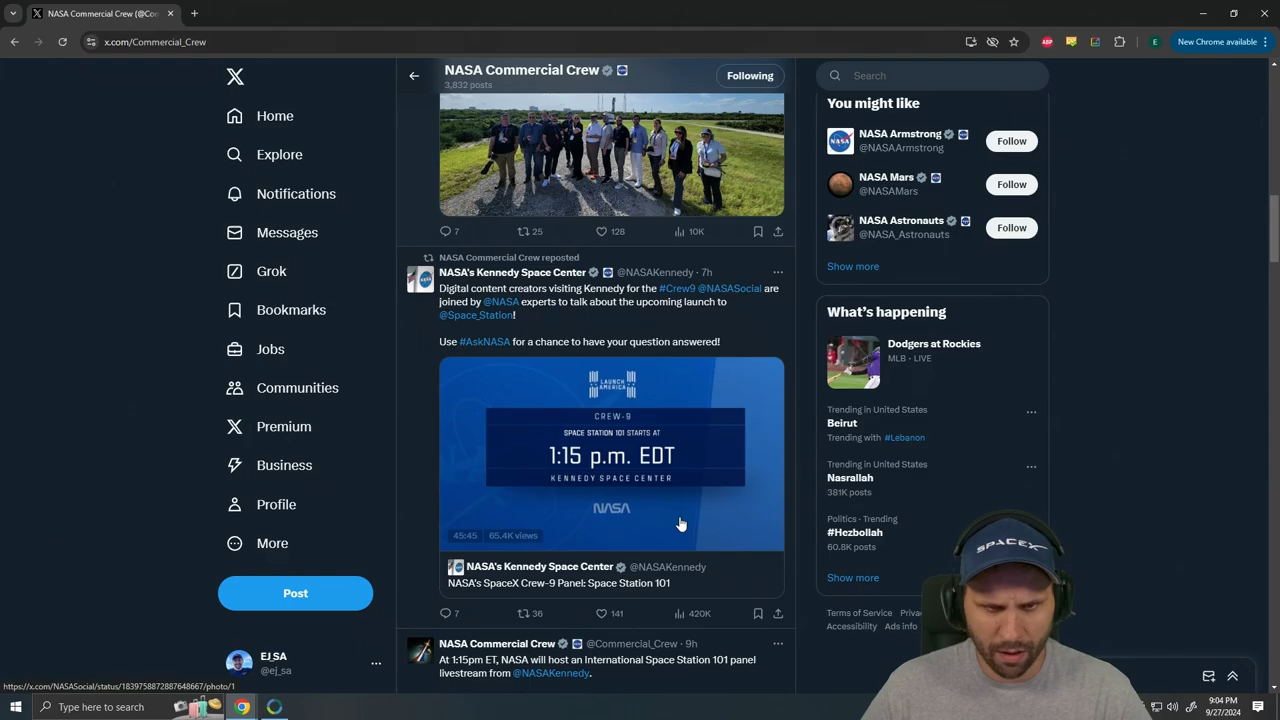 NASA Commercial Crew (@Com
x.com/Commercial_Crew
ABP
E
New Chrome available
X
Home
Explore
Notifications
Messages
Grok
Bookmarks
Jobs
Communities
Premium
Business
Profile
More
Post
EJ_SA
@ej_sa
NASA Commercial Crew
3,832 posts
Following
7 25 128 10K
NASA Commercial Crew reposted
NASA's Kennedy Space Center @NASAKennedy · 7h
Digital content creators visiting Kennedy for the #Crew9 @NASASocial are
joined by @NASA experts to talk about the upcoming launch to
@Space_Station!
Use #AskNASA for a chance to have your question answered!
LAUNCH
AMERICA
CREW-9
SPACE STATION 101 STARTS AT
1:15 p.m. EDT
KENNEDY SPACE CENTER
NASA
45:45 65.4K views
NASA's Kennedy Space Center @NASAKennedy
NASA's SpaceX Crew-9 Panel: Space Station 101
7 36 141 420K
NASA Commercial Crew @Commercial_Crew · 9h
At 1:15pm ET, NASA will host an International Space Station 101 panel
livestream from @NASAKennedy.
Search
You might like
NASA Armstrong
@NASAArmstrong
Follow
NASA Mars
@NASAMars
Follow
NASA Astronauts
@NASA_Astronauts
Follow
Show more
What's happening
Dodgers at Rockies
MLB · LIVE
Trending in United States
Beirut
Trending with #Lebanon
Trending in United States
Nasrallah
381K posts
Politics · Trending
#Hezbollah
60.8K posts
Show more
Terms of Service
Accessibility Ads info
SPACEX
https://x.com/NASASocial/status/1839758872887648667/photo/1
Type here to search
9:04 PM
9/27/2024